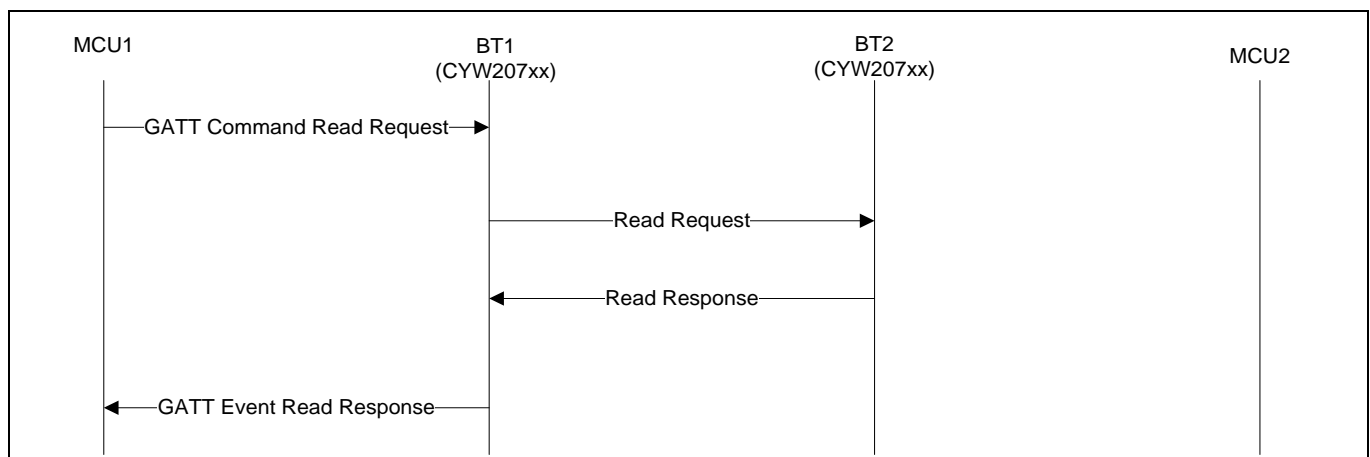 MCU1
BT1
(CYW207xx)
BT2
(CYW207xx)
MCU2
GATT Command Read Request
Read Request
Read Response
GATT Event Read Response